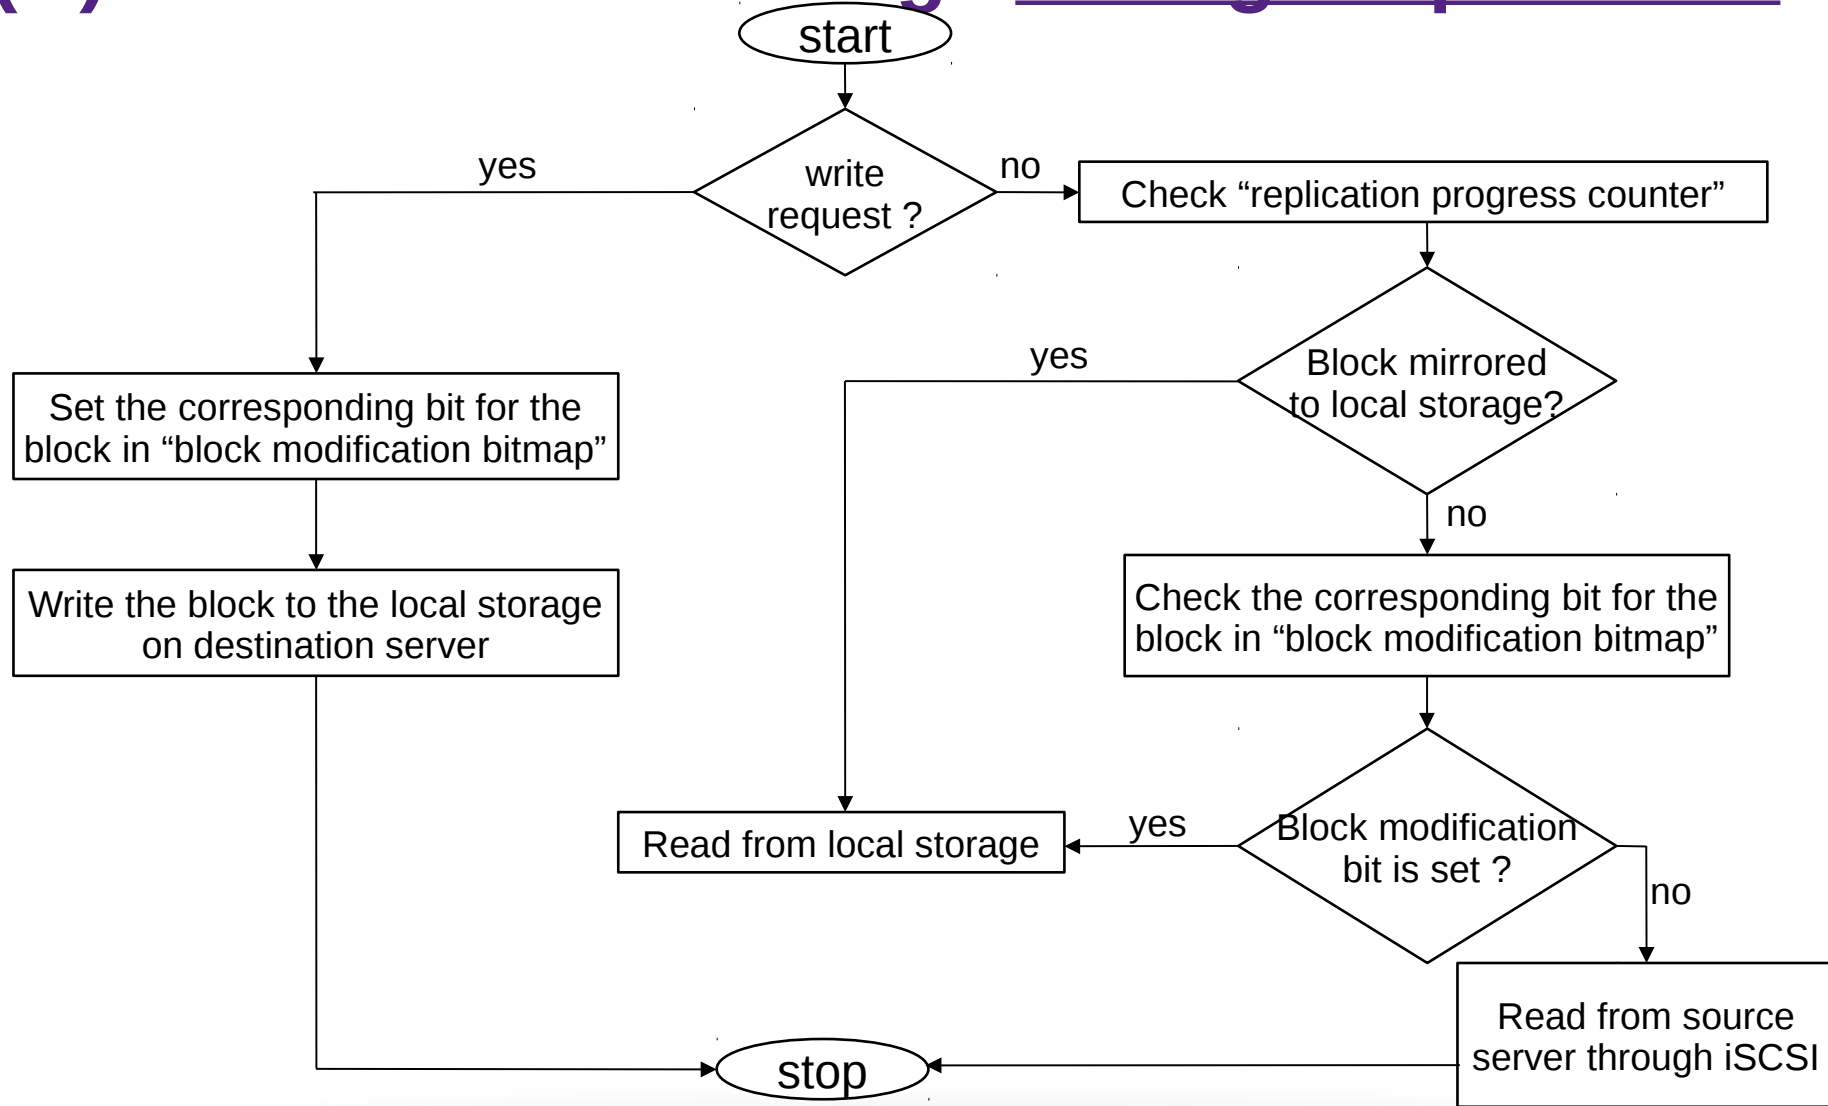 start
write
request ?
yes
no
Check “replication progress counter”
Block mirrored
to local storage?
yes
no
Set the corresponding bit for the
block in “block modification bitmap”
Write the block to the local storage
on destination server
Check the corresponding bit for the
block in “block modification bitmap”
Block modification
bit is set ?
yes
no
Read from local storage
Read from source
server through iSCSI
stop